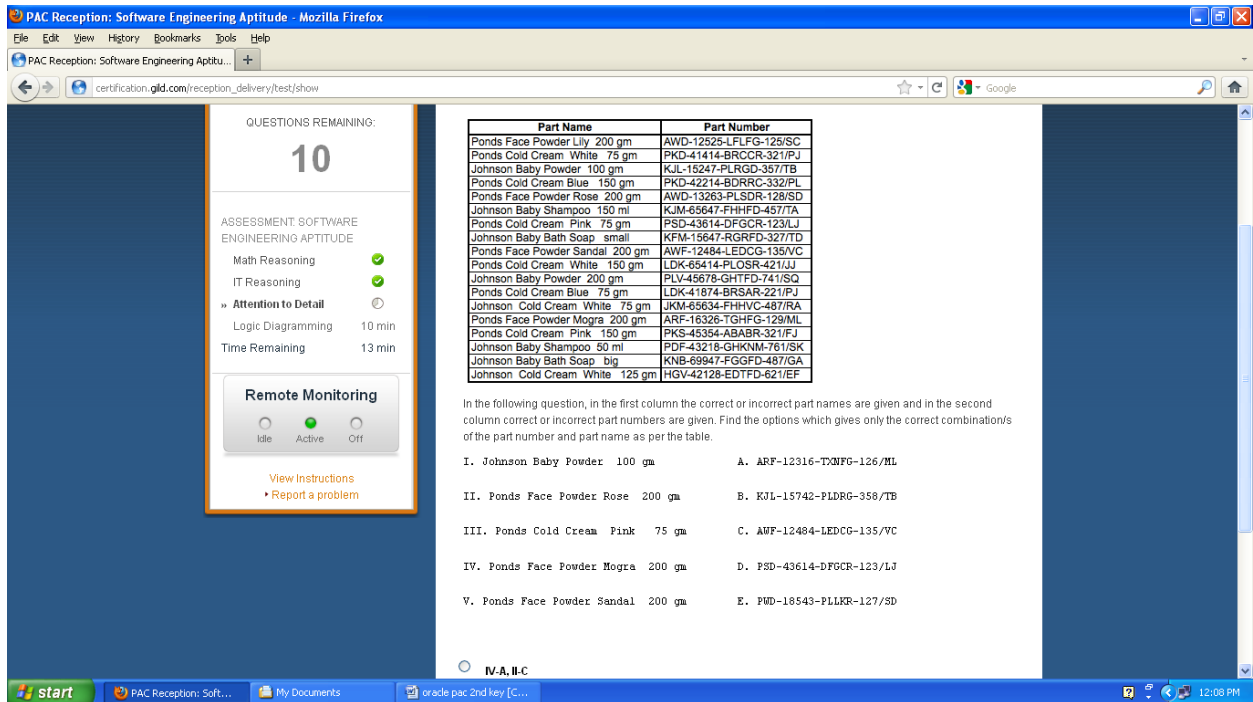 PAC Reception: Software Engineering Aptitude - Mozilla Firefox
File Edit View History Bookmarks Tools Help
PAC Reception: Software Engineering Aptitu... +
certification.gild.com/reception_delivery/test/show Google
QUESTIONS REMAINING:
10
ASSESSMENT: SOFTWARE
ENGINEERING APTITUDE
Math Reasoning
IT Reasoning
» Attention to Detail
Logic Diagramming 10 min
Time Remaining 13 min
Remote Monitoring
Idle Active Off
View Instructions
Report a problem
Part Name Part Number
Ponds Face Powder Lily 200 gm AWD-12525-LFLFG-125/SC
Ponds Cold Cream White 75 gm PKD-41414-BRCCR-321/PJ
Johnson Baby Powder 100 gm KJL-15247-PLRGD-357/TB
Ponds Cold Cream Blue 150 gm PKD-42214-BDRRC-332/PL
Ponds Face Powder Rose 200 gm AWD-13263-PLSDR-128/SD
Johnson Baby Shampoo 150 ml KJM-65647-FHHFD-457/TA
Ponds Cold Cream Pink 75 gm PSD-43614-DFGCR-123/LJ
Johnson Baby Bath Soap small KFM-15647-RGRFD-327/TD
Ponds Face Powder Sandal 200 gm AWF-12484-LEDCG-135/VC
Ponds Cold Cream White 150 gm LDK-65414-PLOSR-421/JJ
Johnson Baby Powder 200 gm PLV-45678-GHTFD-741/SQ
Ponds Cold Cream Blue 75 gm LDK-41874-BRSAR-221/PJ
Johnson Cold Cream White 75 gm JKM-65634-FHHVC-487/RA
Ponds Face Powder Mogra 200 gm ARF-16326-TGHFG-129/ML
Ponds Cold Cream Pink 150 gm PKS-45354-ABABR-321/FJ
Johnson Baby Shampoo 50 ml PDF-43218-GHKNM-761/SK
Johnson Baby Bath Soap big KNB-69947-FGGFD-487/GA
Johnson Cold Cream White 125 gm HGV-42128-EDTFD-621/EF
In the following question, in the first column the correct or incorrect part names are given and in the second
column correct or incorrect part numbers are given. Find the options which gives only the correct combination/s
of the part number and part name as per the table.
I. Johnson Baby Powder 100 gm A. ARF-12316-TXNFG-126/ML
II. Ponds Face Powder Rose 200 gm B. KJL-15742-PLDRG-358/TB
III. Ponds Cold Cream Pink 75 gm C. AWF-12484-LEDCG-135/VC
IV. Ponds Face Powder Mogra 200 gm D. PSD-43614-DFGCR-123/LJ
V. Ponds Face Powder Sandal 200 gm E. PWD-18543-PLLKR-127/SD
IV-A, II-C
start PAC Reception: Soft... My Documents oracle pac 2nd key [C... 12:08 PM